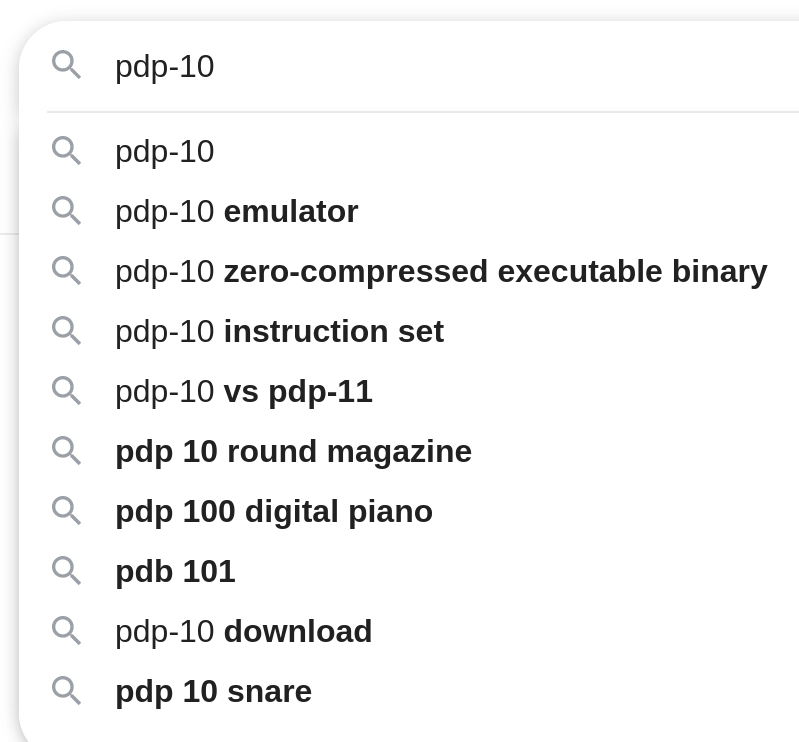 pdp-10
pdp-10
pdp-10 emulator
pdp-10 zero-compressed executable binary
pdp-10 instruction set
pdp-10 vs pdp-11
pdp 10 round magazine
pdp 100 digital piano
pdb 101
pdp-10 download
pdp 10 snare